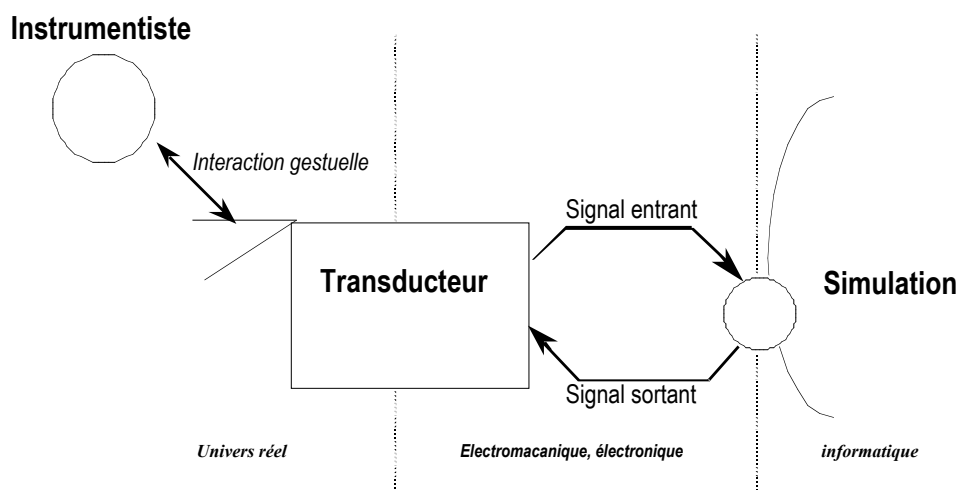 Instrumentiste
Interaction gestuelle
Signal entrant
Transducteur
Simulation
Signal sortant
Univers réel
Electromacanique, électronique
informatique